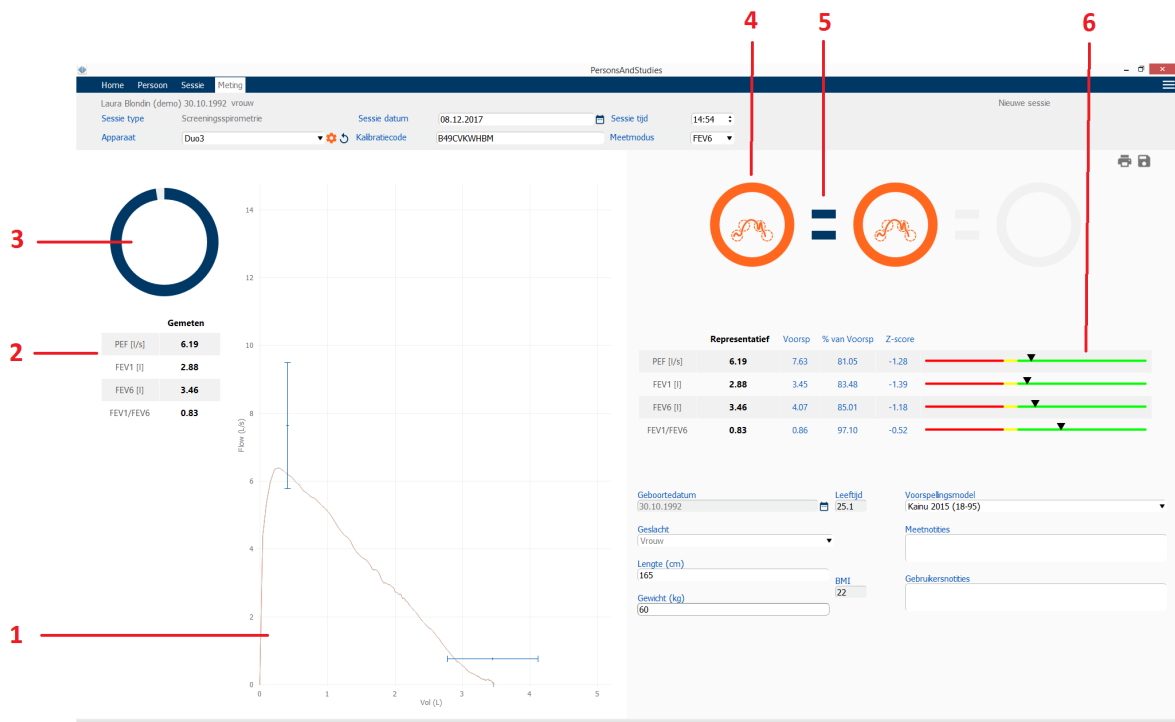 4 5 6
PersonsAndStudies
Home Persoon Sessie Meting
Laura Blondin (demo) 30.10.1992 vrouw Nieuwe sessie
Sessie type Screeningsspirometrie Sessie datum 08.12.2017 Sessie tijd 14:54
Apparaat Duo3 Kalibratiecode B49CVKWHBM Meetmodus FEV6
3
Gemeten
PEF [l/s] 6.19
FEV1 [l] 2.88
FEV6 [l] 3.46
FEV1/FEV6 0.83
2
14
12
10
8
6
4
2
0
Flow (L/s)
0 1 2 3 4 5
Vol (L)
1
Representatief Voorsp % van Voorsp Z-score
PEF [l/s] 6.19 7.63 81.05 -1.28
FEV1 [l] 2.88 3.45 83.48 -1.39
FEV6 [l] 3.46 4.07 85.01 -1.18
FEV1/FEV6 0.83 0.86 97.10 -0.52
Geboortedatum Leeftijd Voorspelingsmodel
30.10.1992 25.1 Kainu 2015 (18-95)
Geslacht Meetnotities
Vrouw
Lengte (cm)
165
BMI Gebruikersnotities
22
Gewicht (kg)
60